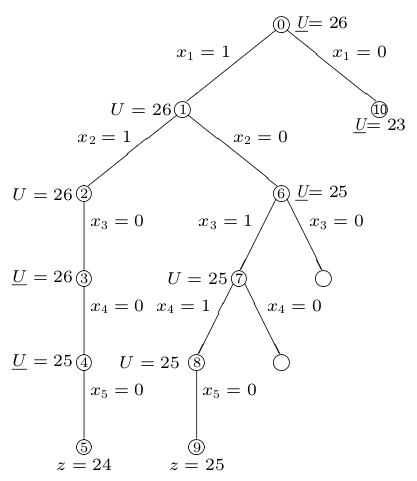 0 U= 26
x₁ = 1 x₁ = 0
U = 26 1 10
U= 23
x₂ = 1 x₂ = 0
U = 26 2 6 U= 25
x₃ = 0 x₃ = 1 x₃ = 0
U = 26 3 U = 25 7
x₄ = 0 x₄ = 1 x₄ = 0
U = 25 4 U = 25 8
x₅ = 0 x₅ = 0
5 9
z = 24 z = 25